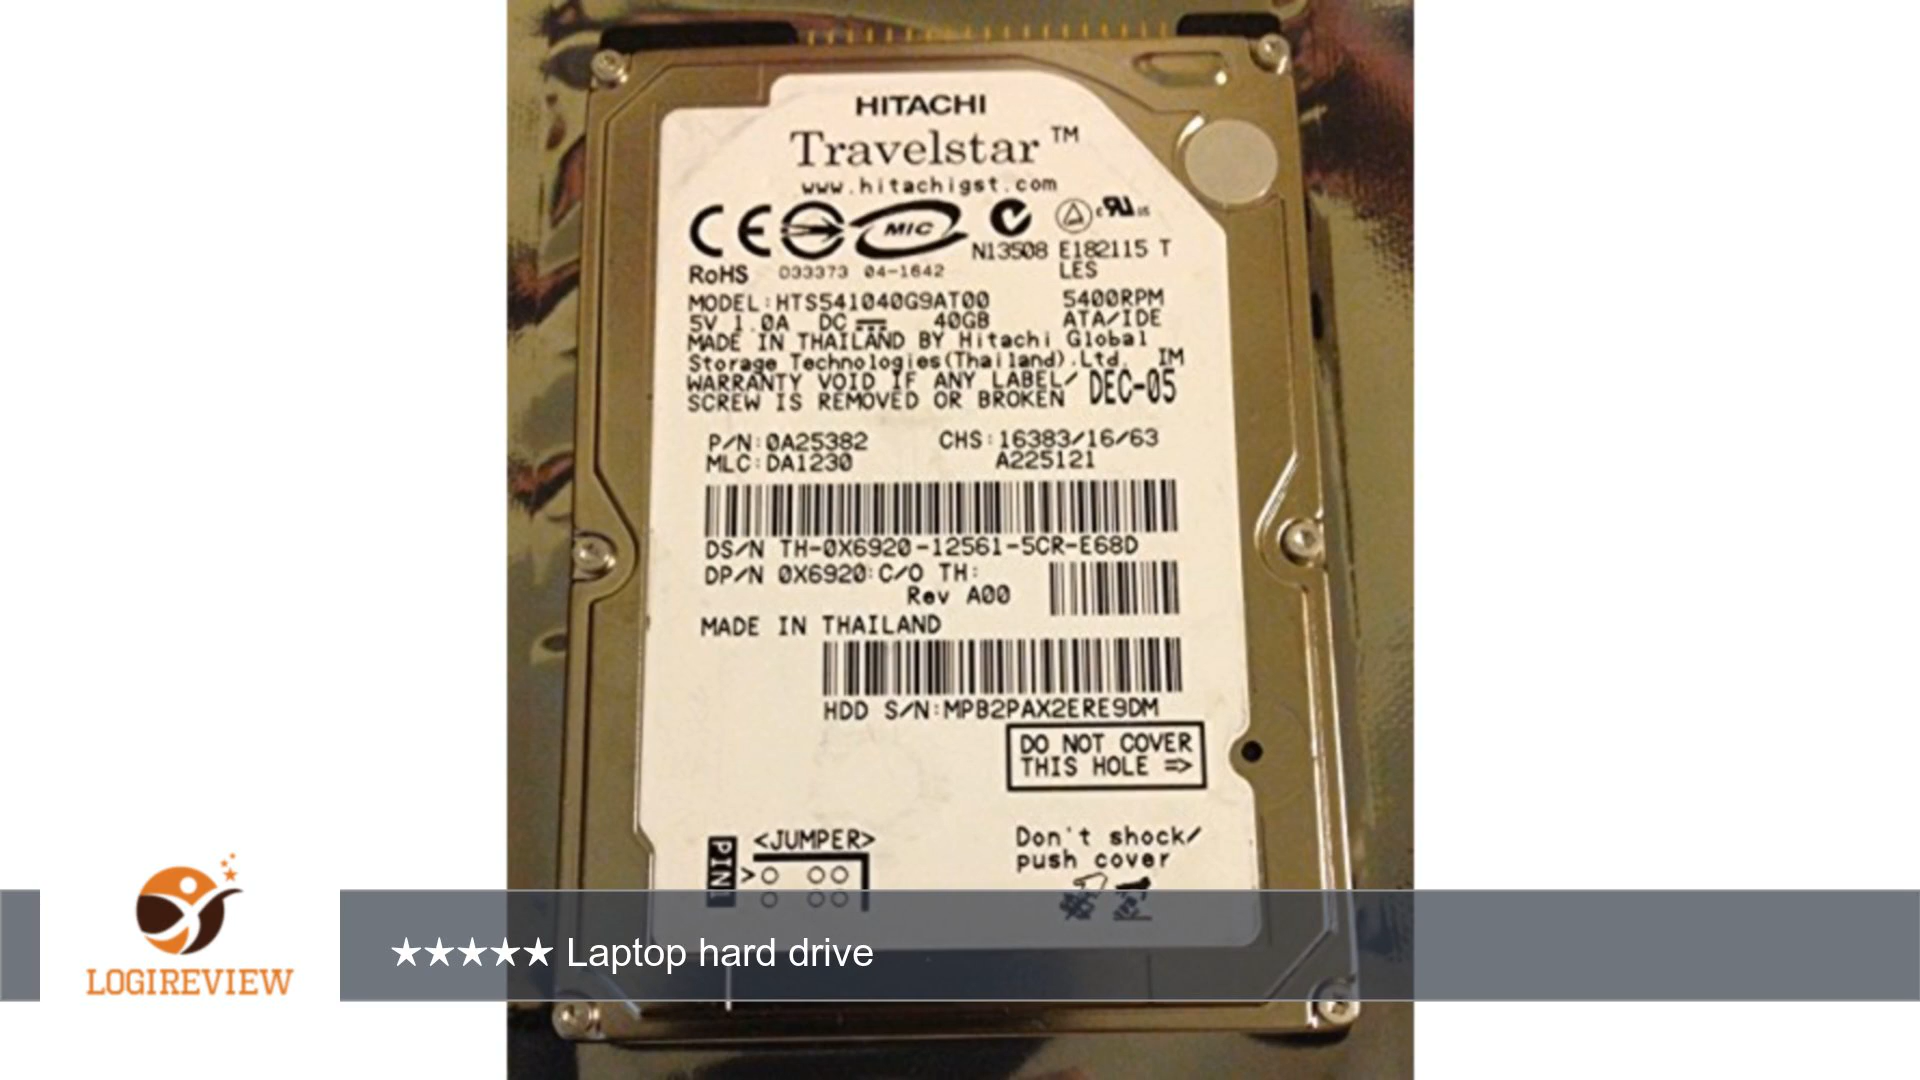 HITACHI
Travelstar™
www.hitachigst.com
CE MIC
N13508 E182115 T
RoHS 033373 04-1642 LES
MODEL:HTS541040G9AT00 5400RPM
5V 1.0A DC 40GB ATA/IDE
MADE IN THAILAND BY Hitachi Global
Storage Technologies(Thailand).Ltd. IM
WARRANTY VOID IF ANY LABEL/ DEC-05
SCREW IS REMOVED OR BROKEN
P/N:0A25382 CHS:16383/16/63
MLC:DA1230 A225121
DS/N TH-0X6920-12561-5CR-E68D
DP/N 0X6920:C/O TH:
Rev A00
MADE IN THAILAND
HDD S/N:MPB2PAX2ERE9DM
DO NOT COVER
THIS HOLE =>
<JUMPER>
PIN1
Don't shock/
push cover
★★★★★ Laptop hard drive
LOGIREVIEW